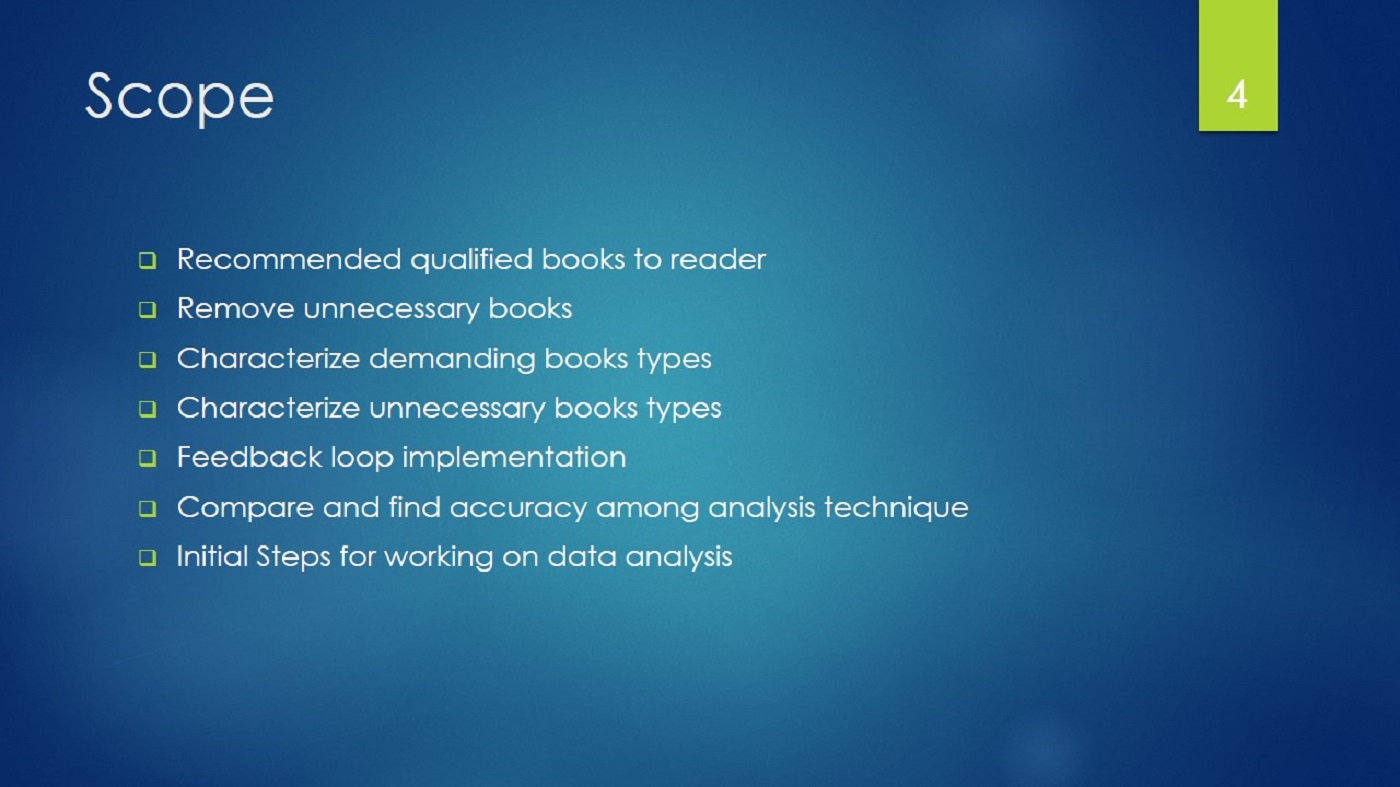 Scope
4
Recommended qualified books to reader
Remove unnecessary books
Characterize demanding books types
Characterize unnecessary books types
Feedback loop implementation
Compare and find accuracy among analysis technique
Initial Steps for working on data analysis